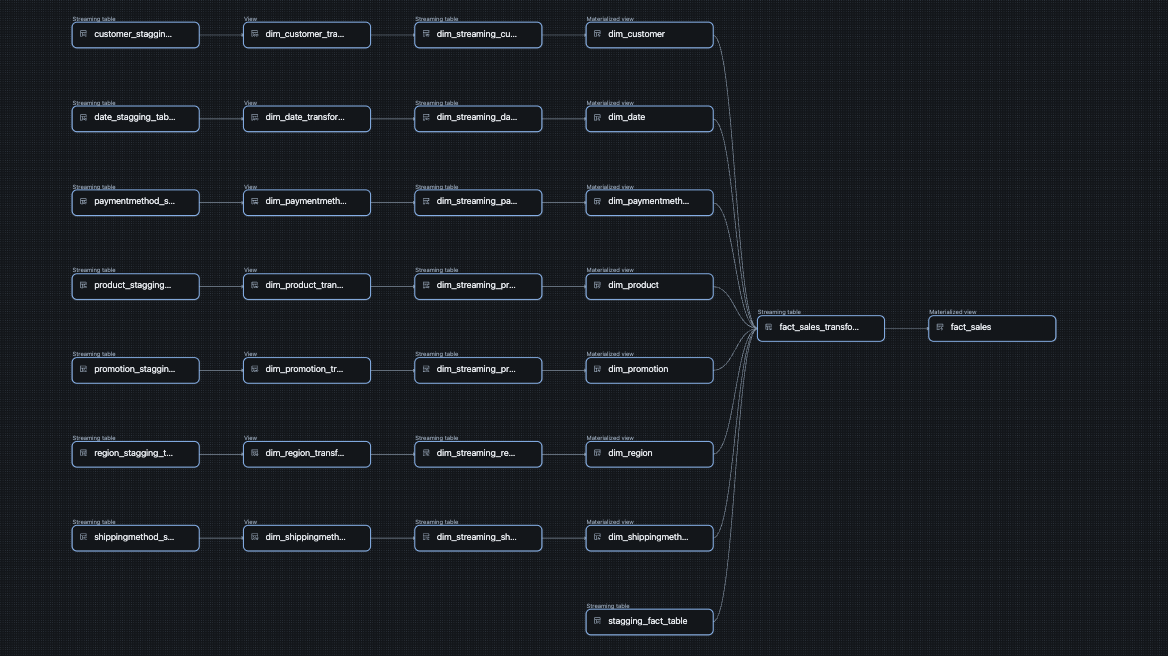 Streaming table View Streaming table Materialized view
customer_staggin... dim_customer_tra... dim_streaming_cu... dim_customer
Streaming table View Streaming table Materialized view
date_stagging_tab... dim_date_transfor... dim_streaming_da... dim_date
Streaming table View Streaming table Materialized view
paymentmethod_s... dim_paymentmeth... dim_streaming_pa... dim_paymentmeth...
Streaming table View Streaming table Materialized view
product_stagging... dim_product_tran... dim_streaming_pr... dim_product
Streaming table Materialized view
fact_sales_transfo... fact_sales
Streaming table View Streaming table Materialized view
promotion_staggin... dim_promotion_tr... dim_streaming_pr... dim_promotion
Streaming table View Streaming table Materialized view
region_stagging_t... dim_region_transf... dim_streaming_re... dim_region
Streaming table View Streaming table Materialized view
shippingmethod_s... dim_shippingmeth... dim_streaming_sh... dim_shippingmeth...
Streaming table
stagging_fact_table